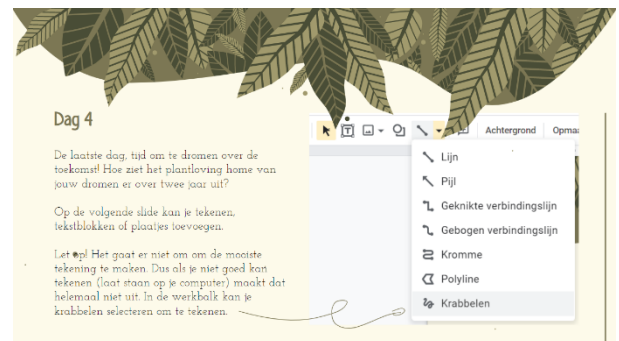 Dag 4
De laatste dag, tijd om te dromen over de
toekomst! Hoe ziet het plantloving home van
jouw dromen er over twee jaar uit?
Op de volgende slide kan je tekenen,
tekstblokken of plaatjes toevoegen.
Let op! Het gaat er niet om om de mooiste
tekening te maken. Dus als je niet goed kan
tekenen (laat staan op je computer) maakt dat
helemaal niet uit. In de werkbalk kan je
krabbelen selecteren om te tekenen.
Achtergrond Opma
Lijn
Pijl
Geknikte verbindingslijn
Gebogen verbindingslijn
Kromme
Polyline
Krabbelen